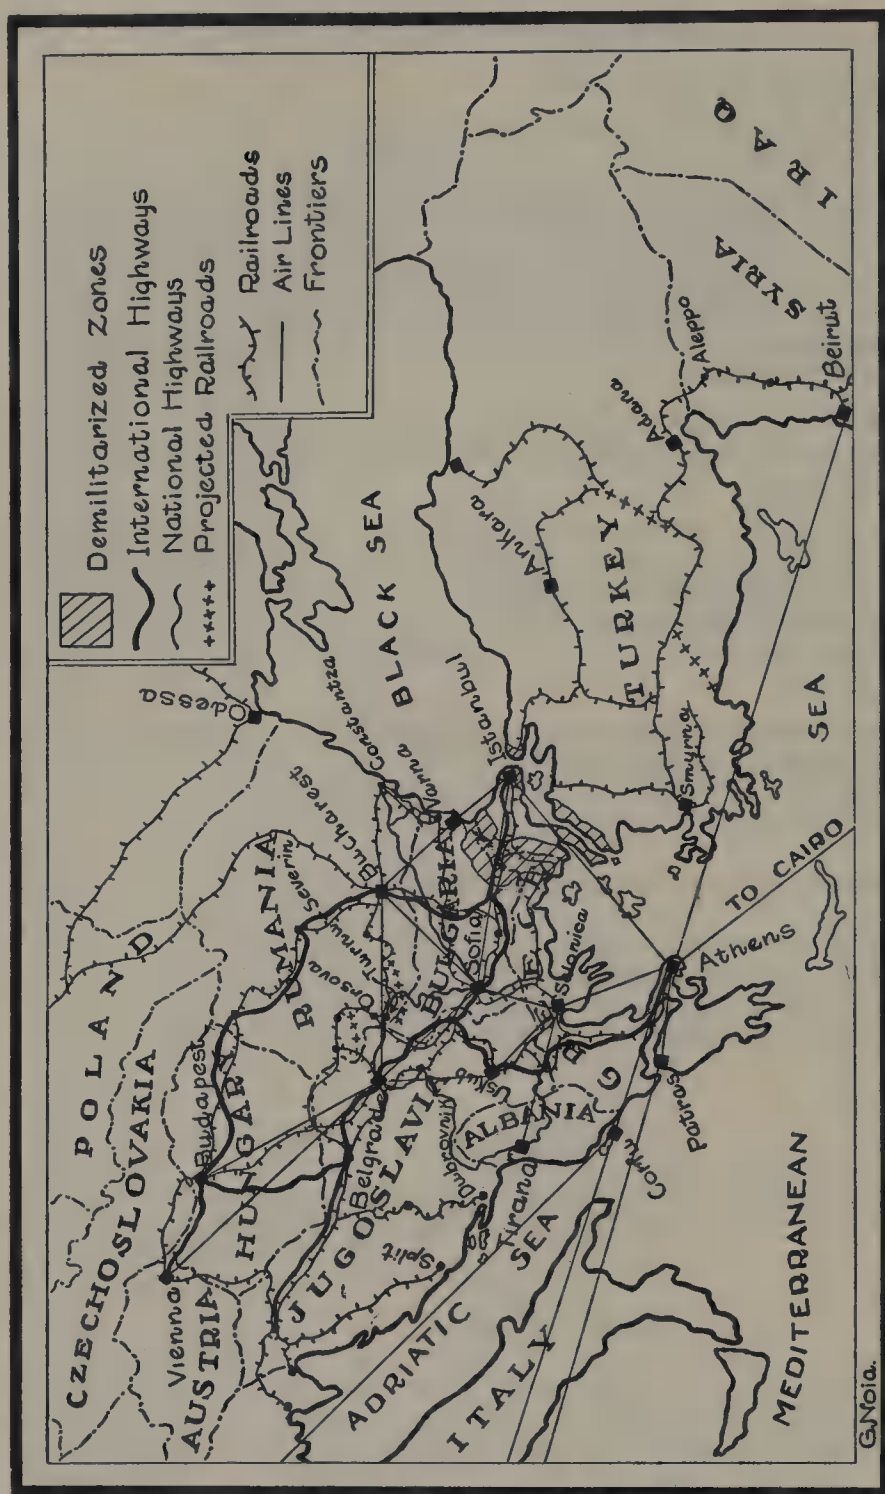 Demilitarized Zones
International Highways
National Highways
Projected Railroads
Railroads
Air Lines
Frontiers
CZECHOSLOVAKIA
POLAND
Vienna
AUSTRIA
Budapest
HUNGARY
RUMANIA
Odessa
Orsova
Turnu Severin
Bucharest
Constantza
Varna
BLACK SEA
JUGOSLAVIA
Belgrade
BULGARIA
Sofia
Istanbul
Split
Dubrovnik
Uskub
ALBANIA
Tirana
Salonica
ADRIATIC
SEA
ITALY
Corfu
Patras
Athens
TO CAIRO
Ankara
TURKEY
Smyrna
Adana
Aleppo
SYRIA
IRAQ
Beirut
MEDITERRANEAN
SEA
G.Noia.